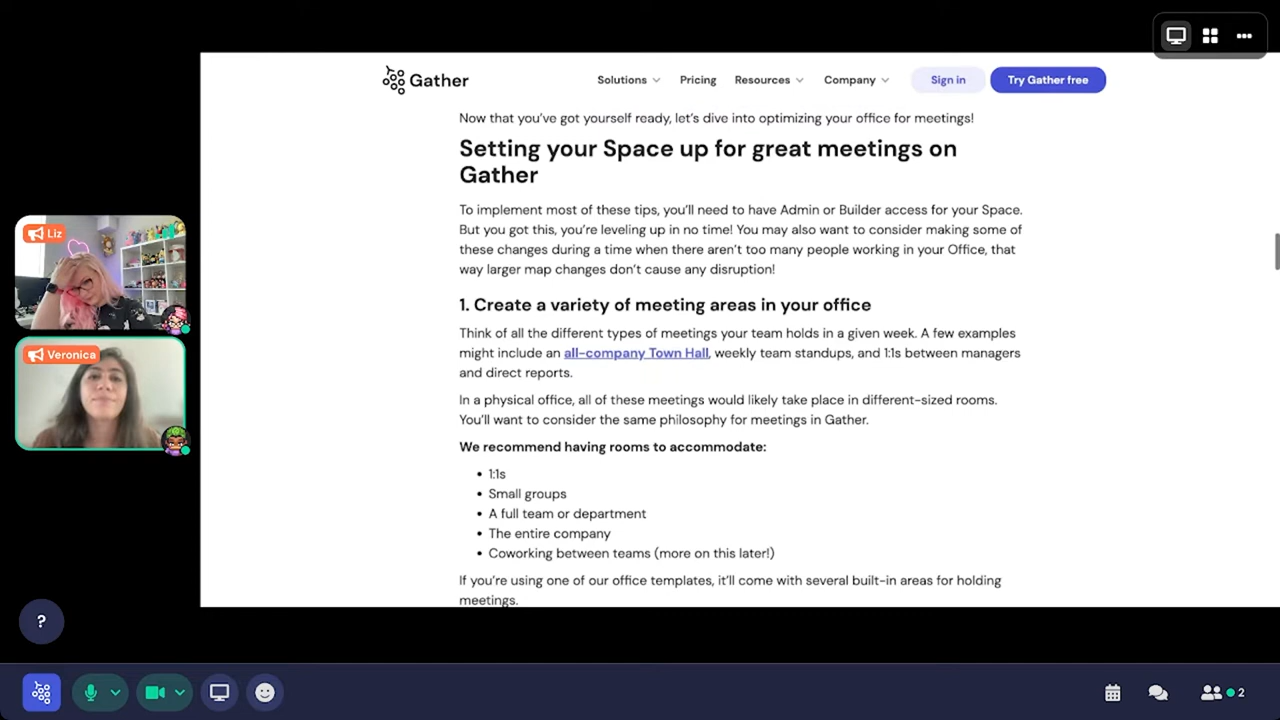 Gather
Solutions
Pricing
Resources
Company
Sign in
Try Gather free
Now that you've got yourself ready, let's dive into optimizing your office for meetings!
Setting your Space up for great meetings on
Gather
To implement most of these tips, you'll need to have Admin or Builder access for your Space.
But you got this, you're leveling up in no time! You may also want to consider making some of
these changes during a time when there aren't too many people working in your Office, that
way larger map changes don't cause any disruption!
1. Create a variety of meeting areas in your office
Think of all the different types of meetings your team holds in a given week. A few examples
might include an all-company Town Hall, weekly team standups, and 1:1s between managers
and direct reports.
In a physical office, all of these meetings would likely take place in different-sized rooms.
You'll want to consider the same philosophy for meetings in Gather.
We recommend having rooms to accommodate:
• 1:1s
• Small groups
• A full team or department
• The entire company
• Coworking between teams (more on this later!)
If you're using one of our office templates, it'll come with several built-in areas for holding
meetings.
Liz
Veronica
?
2